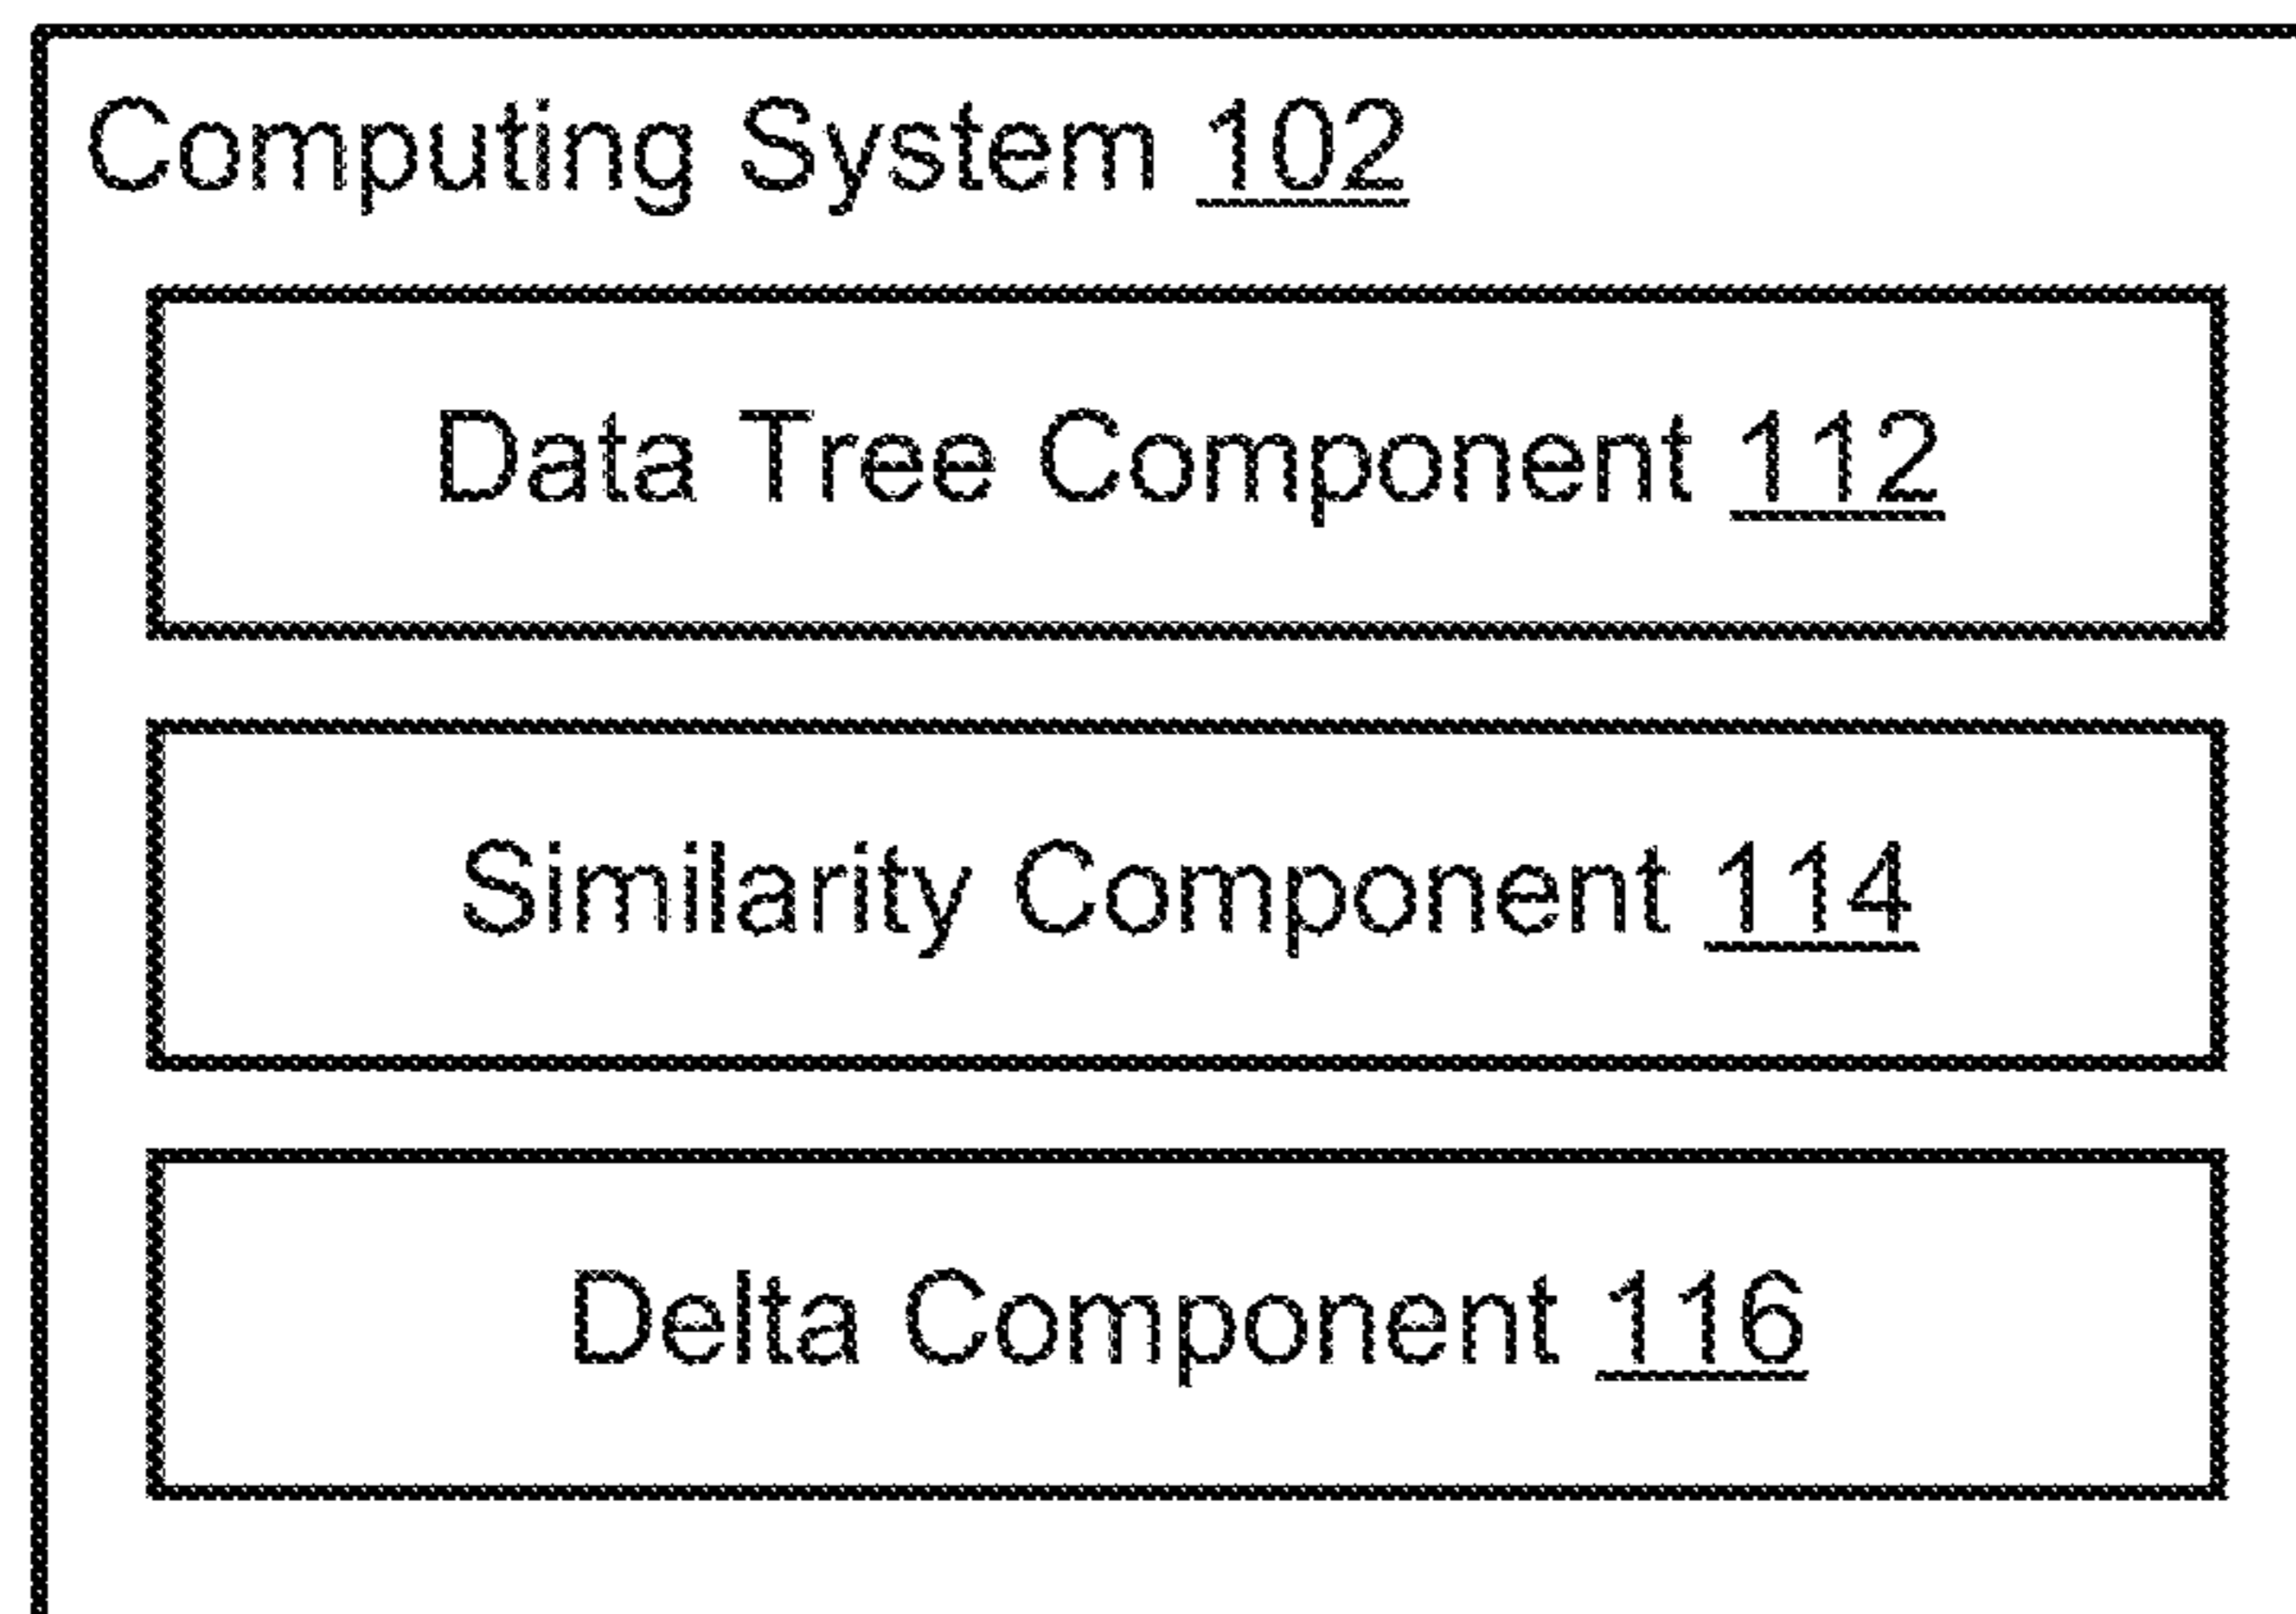 Computing System 102
Data Tree Component 112
Similarity Component 114
Delta Component 116